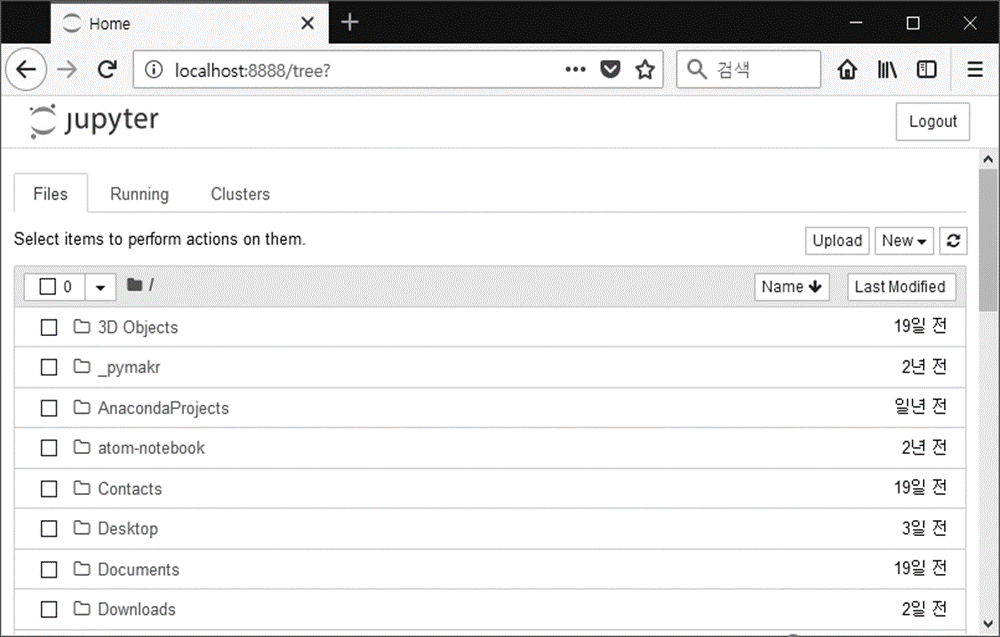 Home
localhost:8888/tree?
검색
jupyter
Logout
Files Running Clusters
Select items to perform actions on them.
Upload New
0 / Name Last Modified
3D Objects 19일 전
_pymakr 2년 전
AnacondaProjects 일년 전
atom-notebook 2년 전
Contacts 19일 전
Desktop 3일 전
Documents 19일 전
Downloads 2일 전